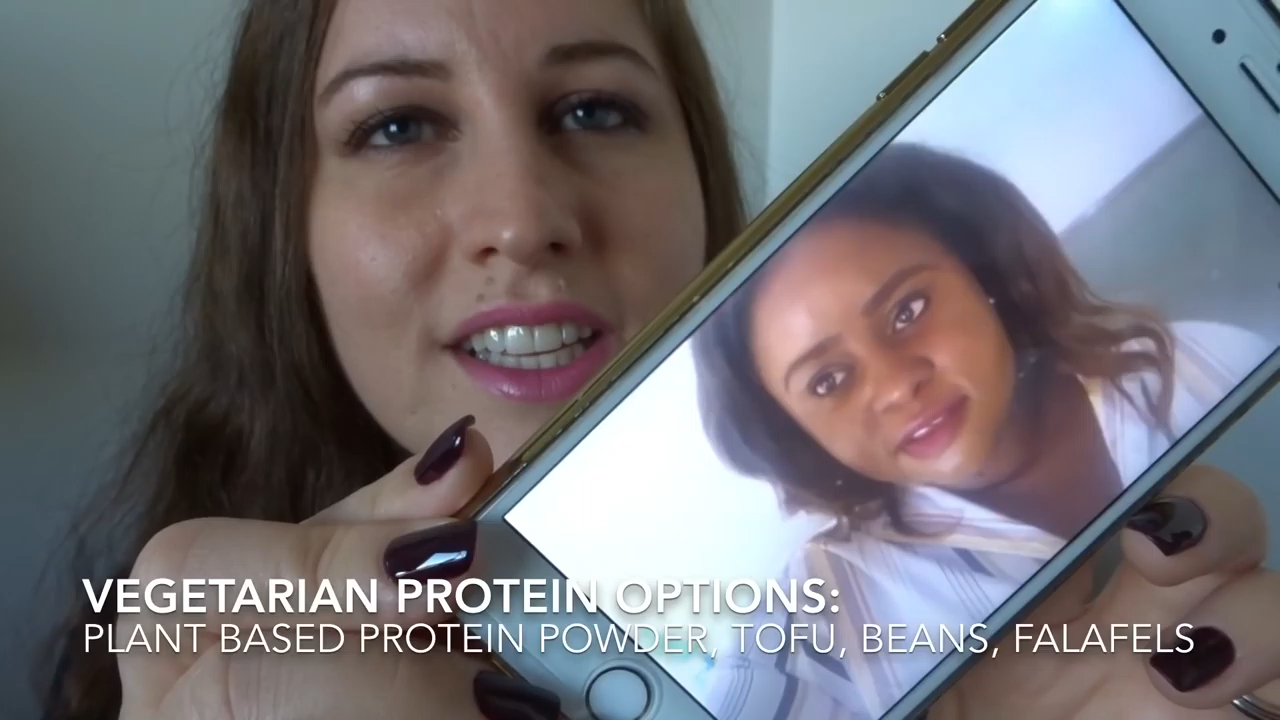 VEGETARIAN PROTEIN OPTIONS:
PLANT BASED PROTEIN POWDER, TOFU, BEANS, FALAFELS